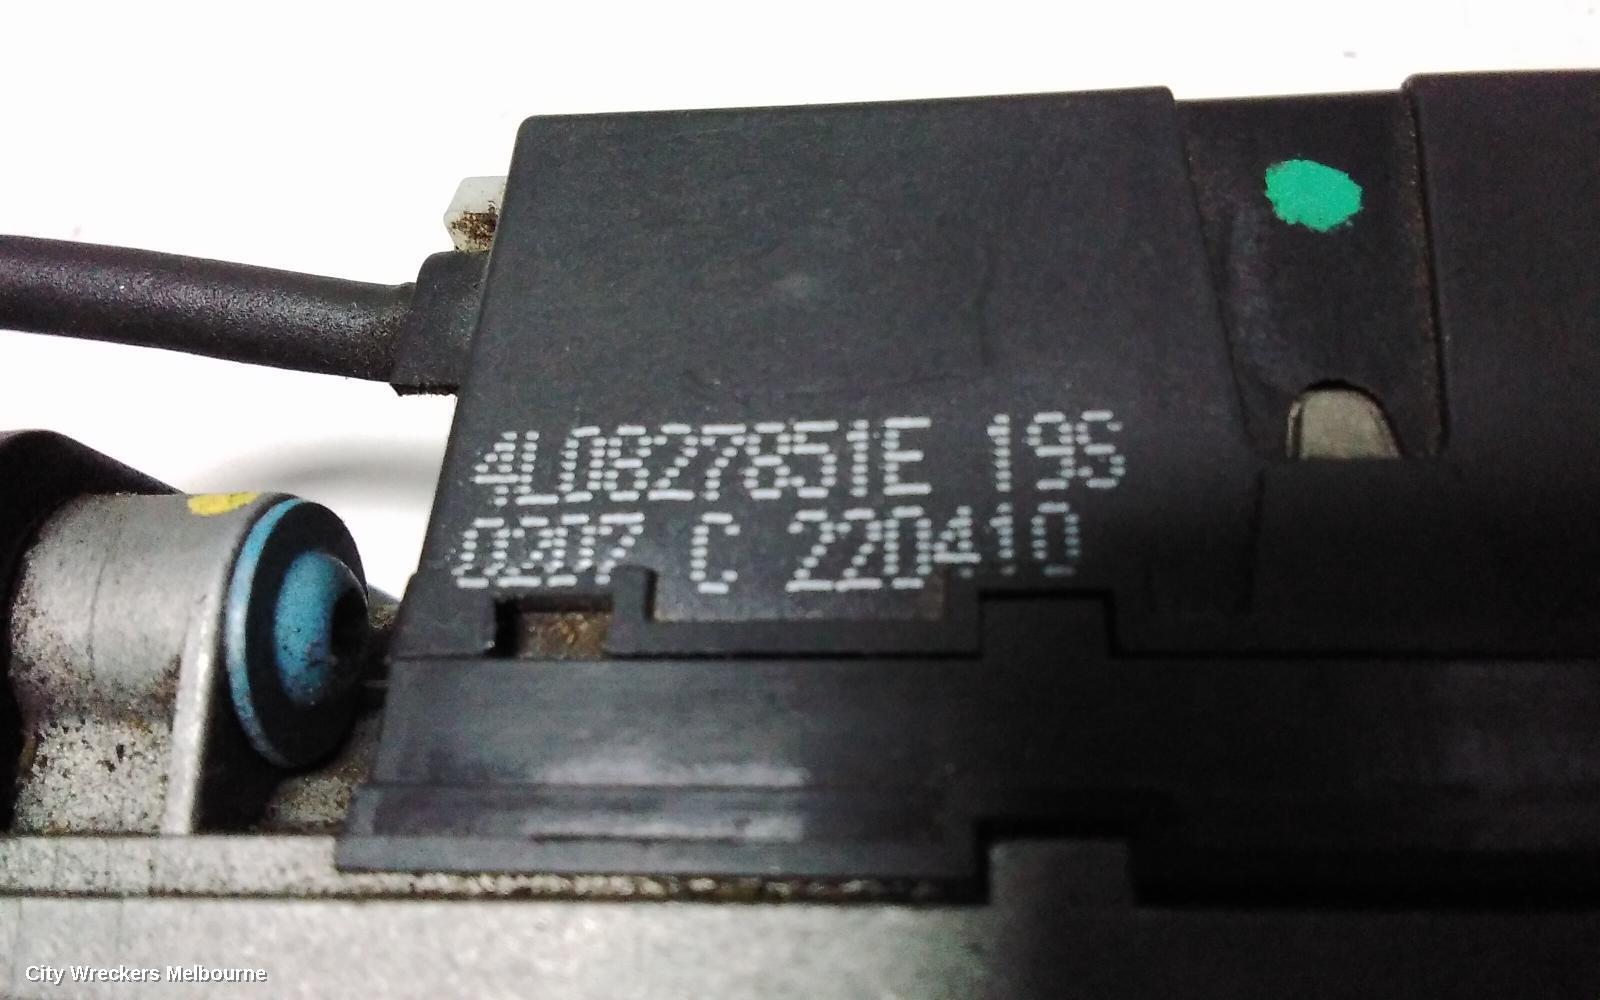 4L0827851E 19S
0207 C 220410
City Wreckers Melbourne